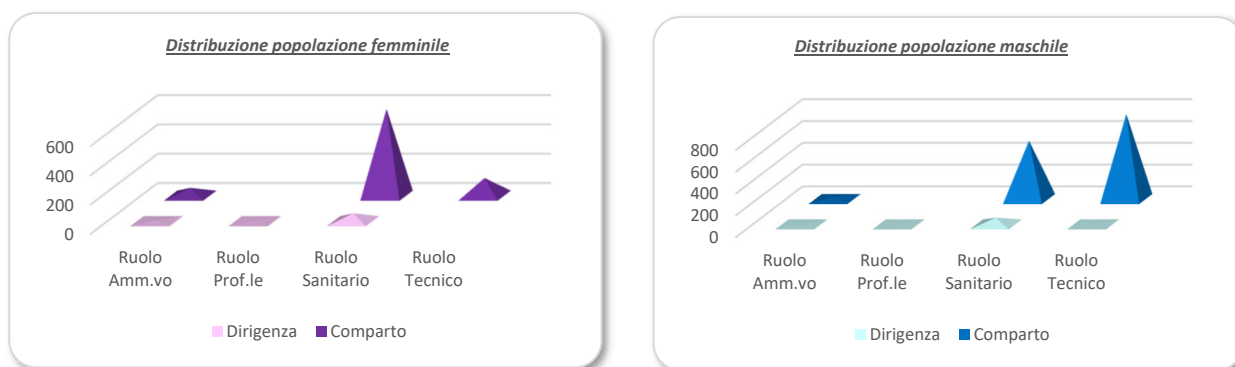 Distribuzione popolazione femminile
600
400
200
0
Ruolo Amm.vo
Ruolo Prof.le
Ruolo Sanitario
Ruolo Tecnico
Dirigenza Comparto
Distribuzione popolazione maschile
800
600
400
200
0
Ruolo Amm.vo
Ruolo Prof.le
Ruolo Sanitario
Ruolo Tecnico
Dirigenza Comparto